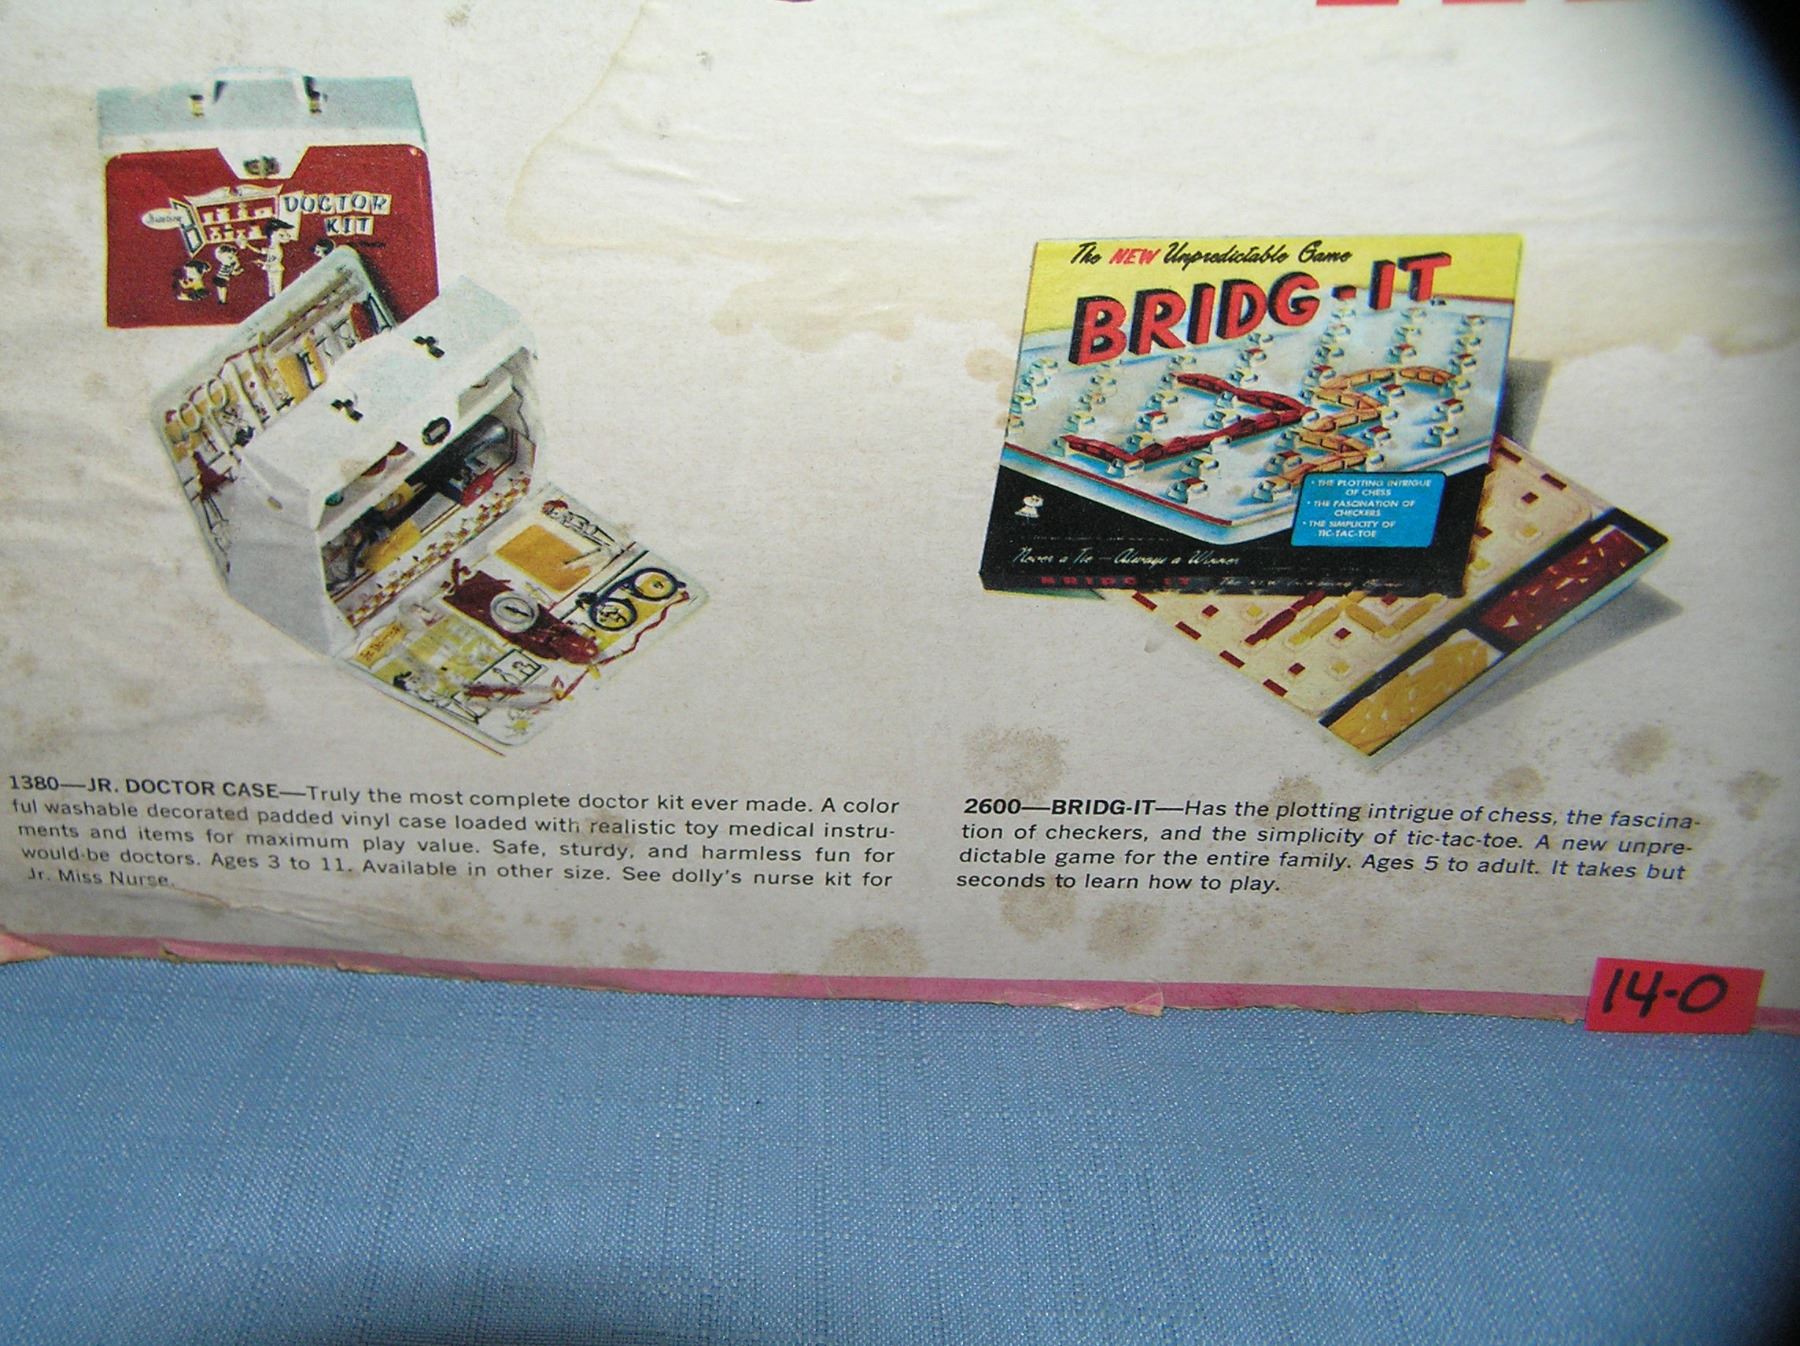 DOCTOR
KIT
1380—JR. DOCTOR CASE—Truly the most complete doctor kit ever made. A color
ful washable decorated padded vinyl case loaded with realistic toy medical instru-
ments and items for maximum play value. Safe, sturdy, and harmless fun for
would-be doctors. Ages 3 to 11. Available in other size. See dolly's nurse kit for
Jr. Miss Nurse.
The NEW Unpredictable Game
BRIDG-IT
• THE PLOTTING INTRIGUE
OF CHESS
• THE FASCINATION OF
CHECKERS
• THE SIMPLICITY OF
TIC-TAC-TOE
Never a Tie — Always a Winner
BRIDG-IT The NEW Game
2600—BRIDG-IT—Has the plotting intrigue of chess, the fascina-
tion of checkers, and the simplicity of tic-tac-toe. A new unpre-
dictable game for the entire family. Ages 5 to adult. It takes but
seconds to learn how to play.
14-0